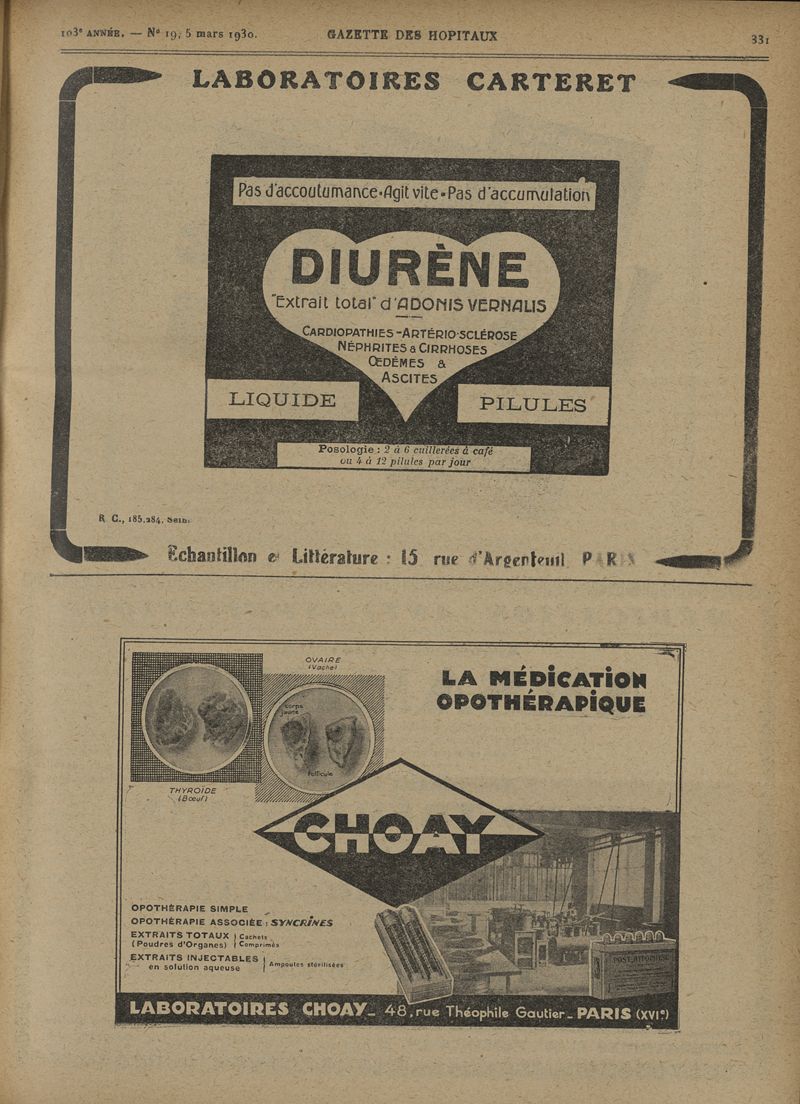 103e ANNÉE. — No 19, 5 mars 1930.
GAZETTE DES HOPITAUX
331
LABORATOIRES CARTERET
Pas d'accoutumance•Agit vite•Pas d'accumulation
DIURÈNE
"Extrait total" d'ADONIS VERNALIS
CARDIOPATHIES-ARTÉRIO-SCLÉROSE
NÉPHRITES & CIRRHOSES
ŒDÈMES &
ASCITES
LIQUIDE
PILULES
Posologie : 2 à 6 cuillerées à café
ou 4 à 12 pilules par jour
R. C., 185.284, Seine
Échantillon & Littérature : 15 rue d'Argenteuil PARIS
OVAIRE
(Vache)
corps
jaune
follicule
THYROÏDE
(Bœuf)
LA MÉDICATION
OPOTHÉRAPIQUE
CHOAY
OPOTHÉRAPIE SIMPLE
OPOTHÉRAPIE ASSOCIÉE : SYNCRÎNES
EXTRAITS TOTAUX | Cachets
(Poudres d'Organes) | Comprimés
EXTRAITS INJECTABLES |
en solution aqueuse | Ampoules stérilisées
LABORATOIRES CHOAY_ 48, rue Théophile Gautier_ PARIS (XVIe)